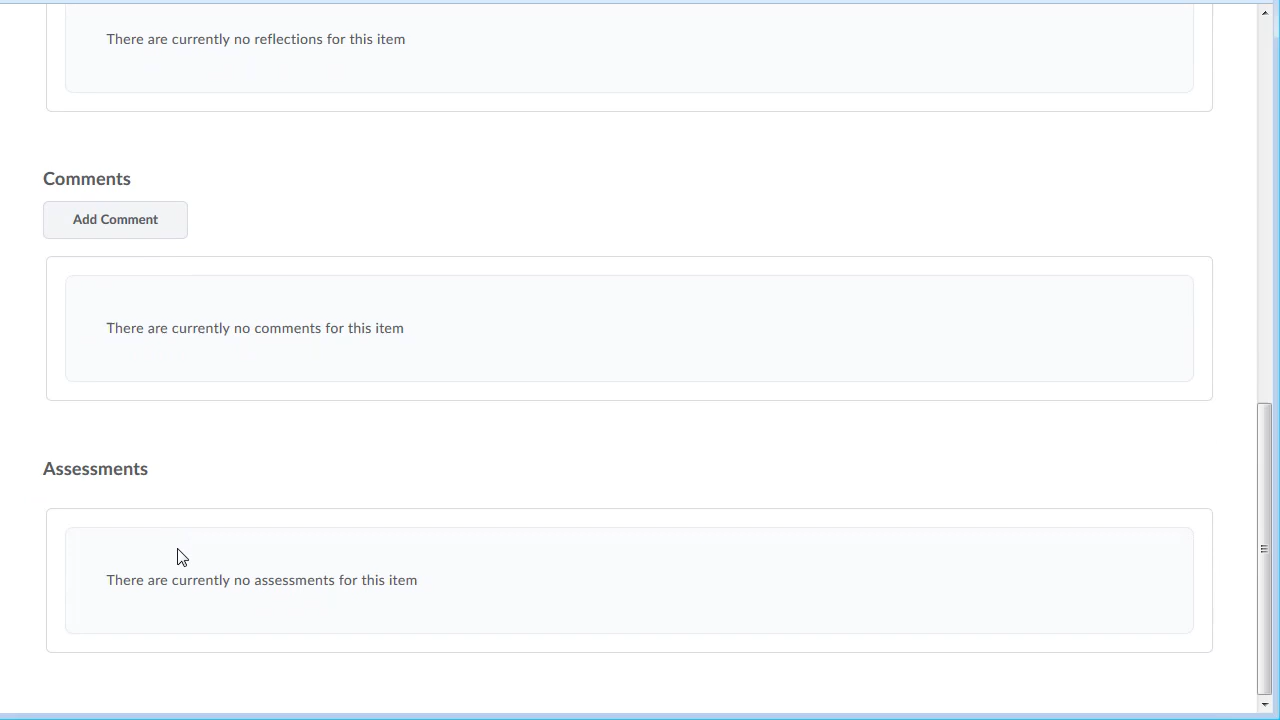 There are currently no reflections for this item
Comments
Add Comment
There are currently no comments for this item
Assessments
There are currently no assessments for this item